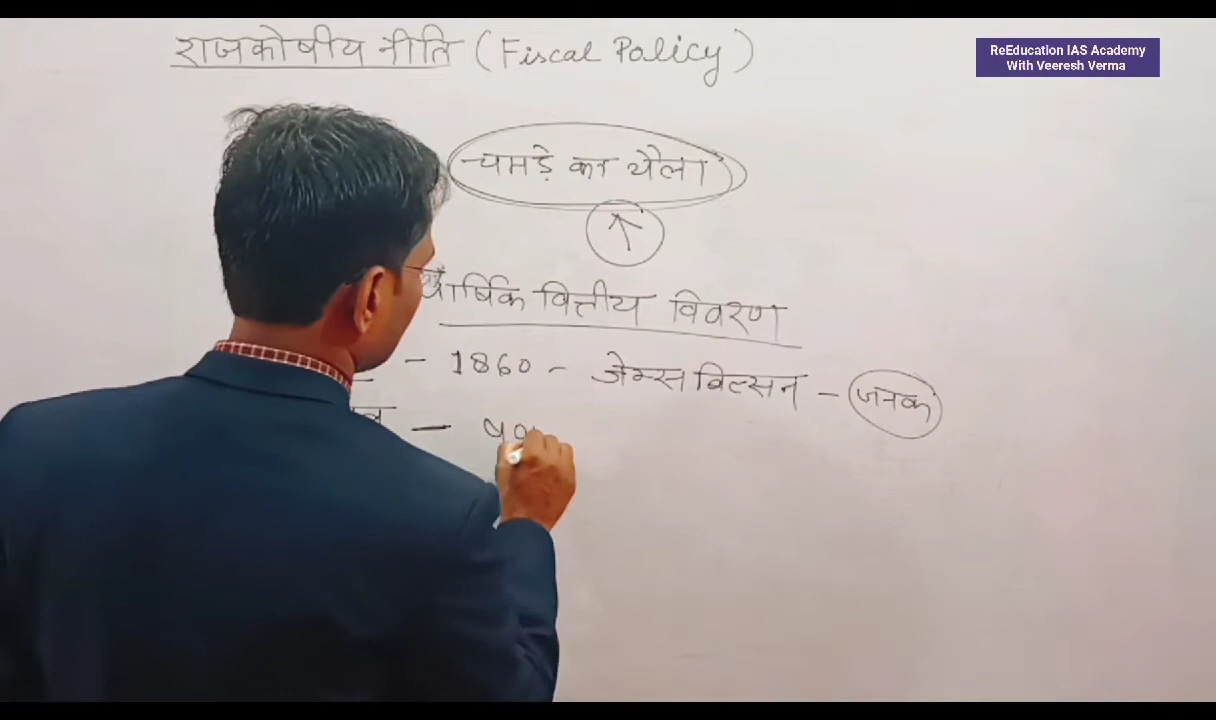 राजकोषीय नीति (Fiscal Policy)
ReEducation IAS Academy
With Veeresh Verma
चमड़े का थैला
↑
वार्षिक वित्तीय विवरण
- 1860 - जेम्स विल्सन - जनक
-